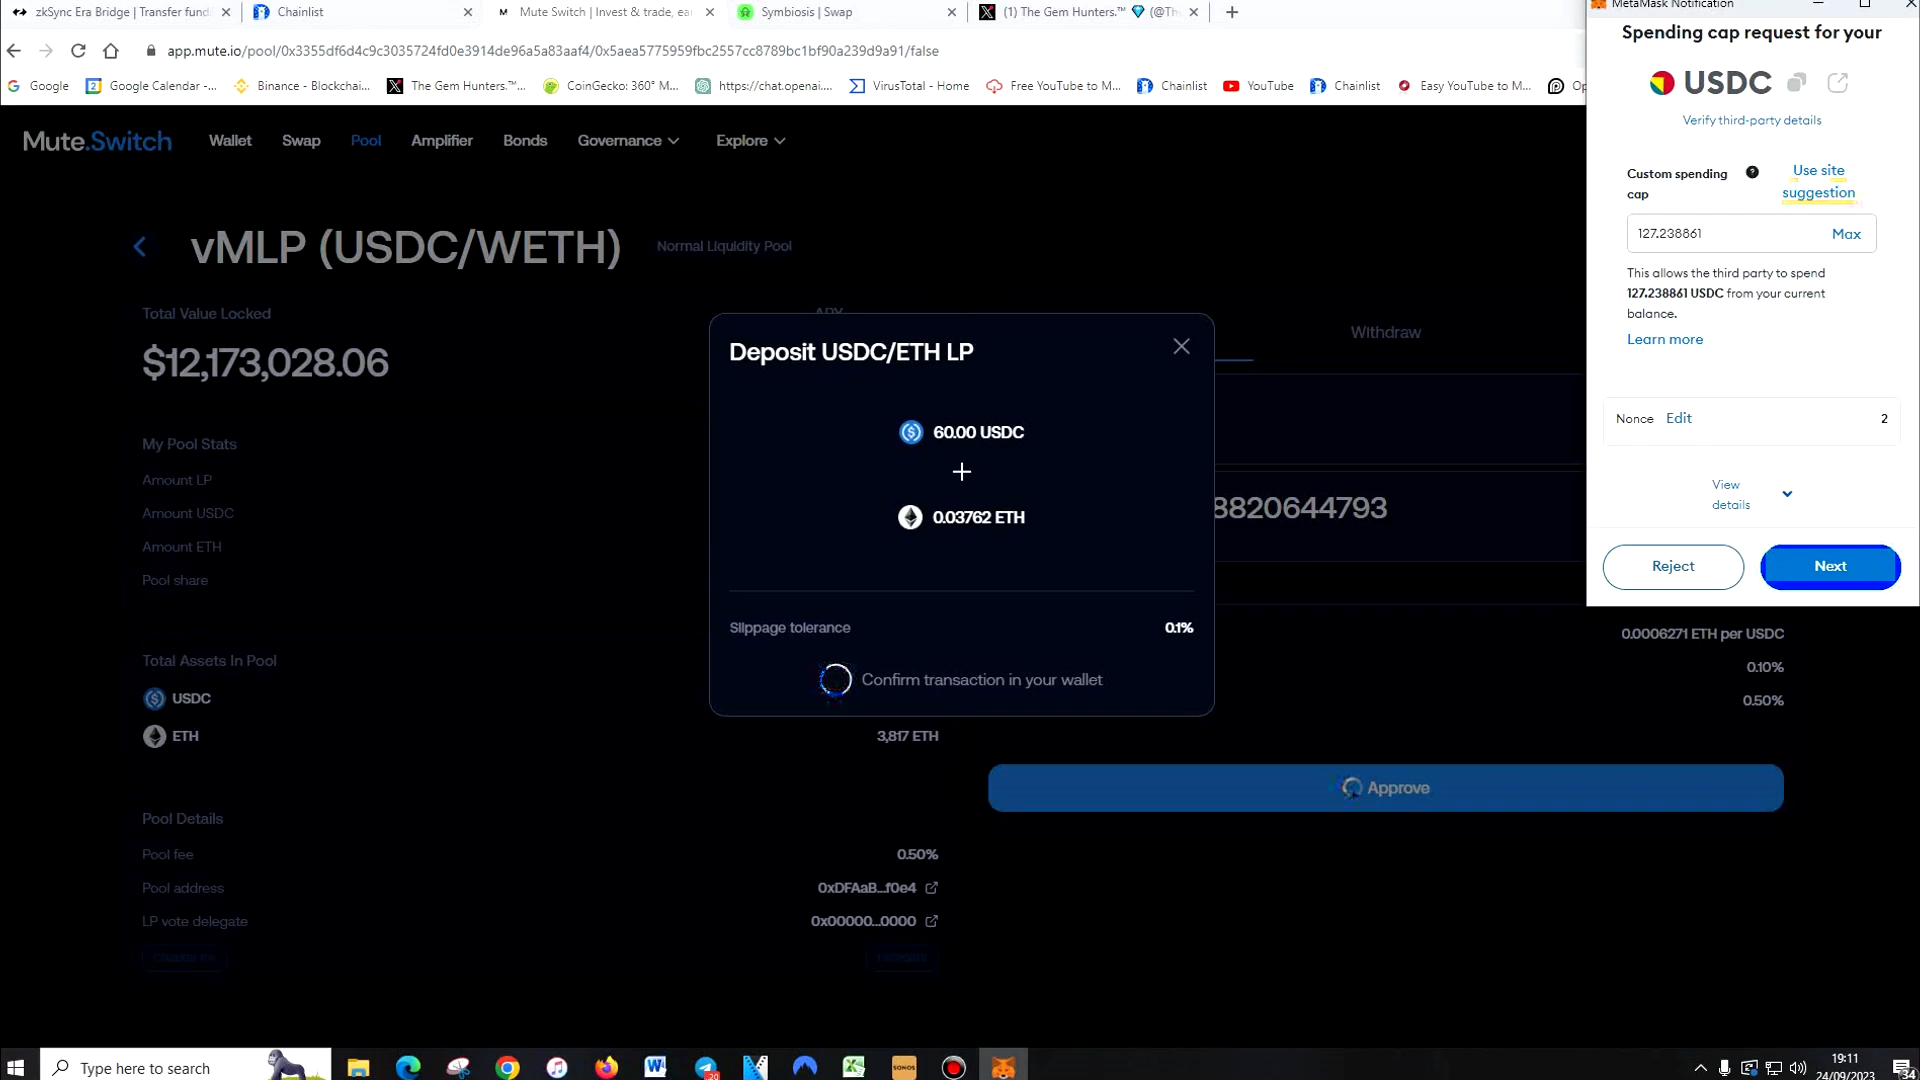 zkSync Era Bridge | Transfer fund
Chainlist
Mute Switch | Invest & trade, ea
Symbiosis | Swap
(1) The Gem Hunters.™ 💎 (@Th
MetaMask Notification
app.mute.io/pool/0x3355df6d4c9c3035724fd0e3914de96a5a83aaf4/0x5aea5775959fbc2557cc8789bc1bf90a239d9a91/false
Google
Google Calendar -...
Binance - Blockchai...
The Gem Hunters.™...
CoinGecko: 360° M...
https://chat.openai....
VirusTotal - Home
Free YouTube to M...
Chainlist
YouTube
Chainlist
Easy YouTube to M...
Op
Mute.Switch
Wallet
Swap
Pool
Amplifier
Bonds
Governance
Explore
vMLP (USDC/WETH)
Normal Liquidity Pool
Total Value Locked
$12,173,028.06
APY
Withdraw
8820644793
My Pool Stats
Amount LP
Amount USDC
Amount ETH
Pool share
Total Assets In Pool
USDC
ETH
3,817 ETH
Pool Details
Pool fee
0.50%
Pool address
0xDFAaB...f0e4
LP vote delegate
0x00000...0000
Deposit USDC/ETH LP
60.00 USDC
+
0.03762 ETH
Slippage tolerance
0.1%
Confirm transaction in your wallet
0.0006271 ETH per USDC
0.10%
0.50%
Approve
Spending cap request for your
USDC
Verify third-party details
Custom spending
cap
Use site
suggestion
127.238861
Max
This allows the third party to spend
127.238861 USDC from your current
balance.
Learn more
Nonce
Edit
2
View
details
Reject
Next
Type here to search
20
SONOS
19:11
24/09/2023
34